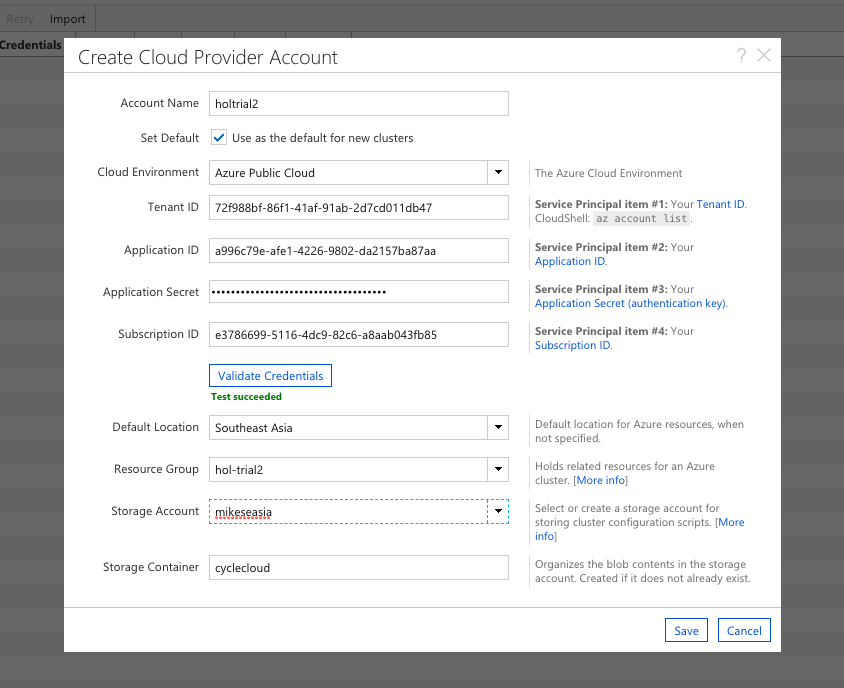 Retry Import
Credentials
Create Cloud Provider Account ?
Account Name holtrial2
Set Default Use as the default for new clusters
Cloud Environment Azure Public Cloud The Azure Cloud Environment
Tenant ID 72f988bf-86f1-41af-91ab-2d7cd011db47 Service Principal item #1: Your Tenant ID.
CloudShell: az account list.
Application ID a996c79e-afe1-4226-9802-da2157ba87aa Service Principal item #2: Your
Application ID.
Application Secret •••••••••••••••••••••••••••••••••••• Service Principal item #3: Your
Application Secret (authentication key).
Subscription ID e3786699-5116-4dc9-82c6-a8aab043fb85 Service Principal item #4: Your
Subscription ID.
Validate Credentials
Test succeeded
Default Location Southeast Asia Default location for Azure resources, when
not specified.
Resource Group hol-trial2 Holds related resources for an Azure
cluster. [More info]
Storage Account mikeseasia Select or create a storage account for
storing cluster configuration scripts. [More
info]
Storage Container cyclecloud Organizes the blob contents in the storage
account. Created if it does not already exist.
Save Cancel